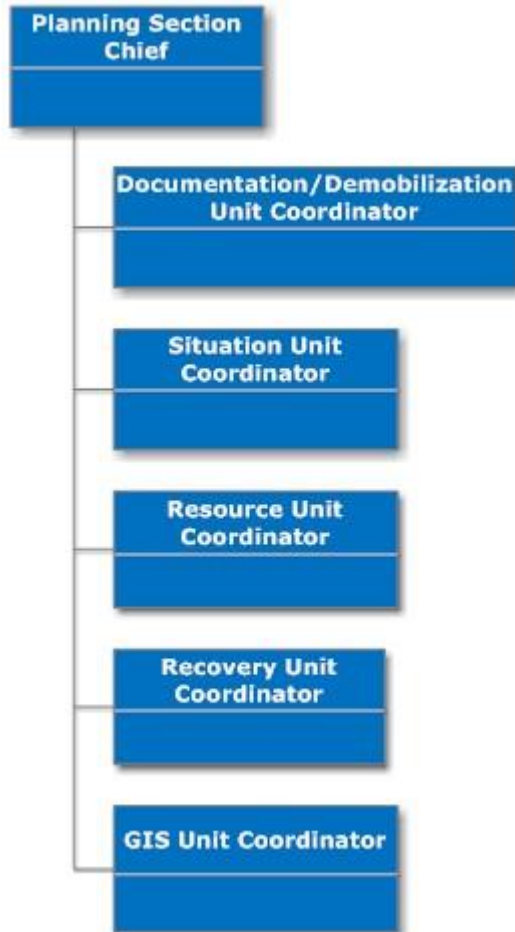 Planning Section
Chief
Documentation/Demobilization
Unit Coordinator
Situation Unit
Coordinator
Resource Unit
Coordinator
Recovery Unit
Coordinator
GIS Unit Coordinator